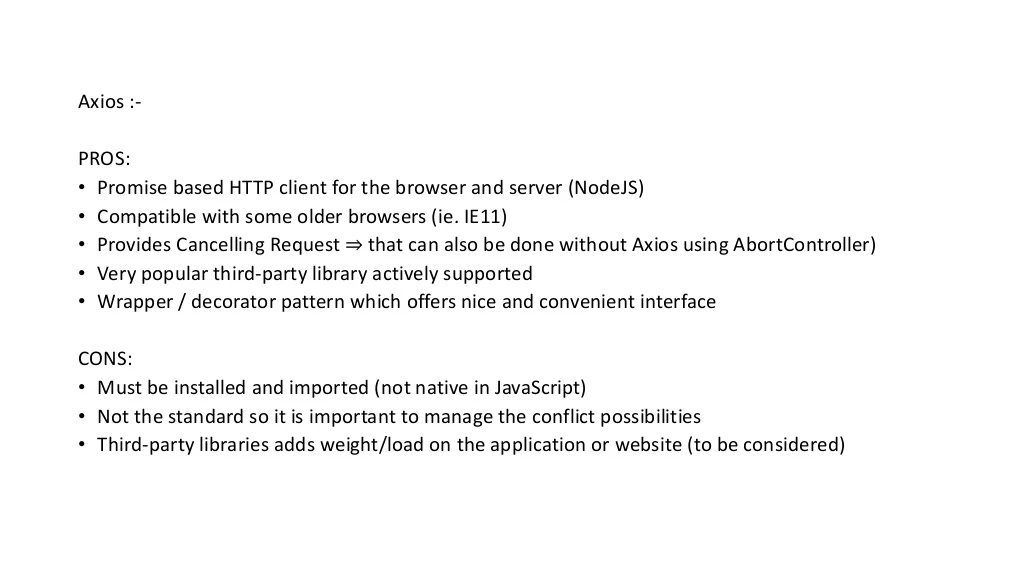 Axios :-
PROS:
• Promise based HTTP client for the browser and server (NodeJS)
• Compatible with some older browsers (ie. IE11)
• Provides Cancelling Request ⇒ that can also be done without Axios using AbortController)
• Very popular third-party library actively supported
• Wrapper / decorator pattern which offers nice and convenient interface
CONS:
• Must be installed and imported (not native in JavaScript)
• Not the standard so it is important to manage the conflict possibilities
• Third-party libraries adds weight/load on the application or website (to be considered)